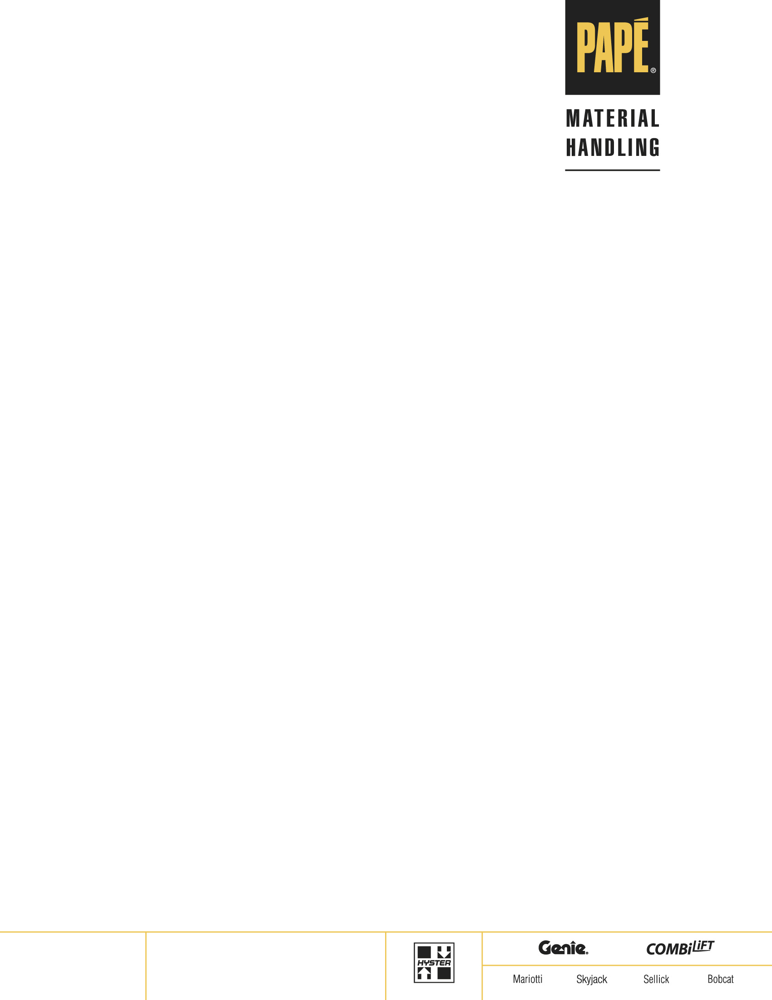 PAPÉ®
MATERIAL
HANDLING
HYSTER
Genie®
COMBiLiFT
Mariotti Skyjack Sellick Bobcat